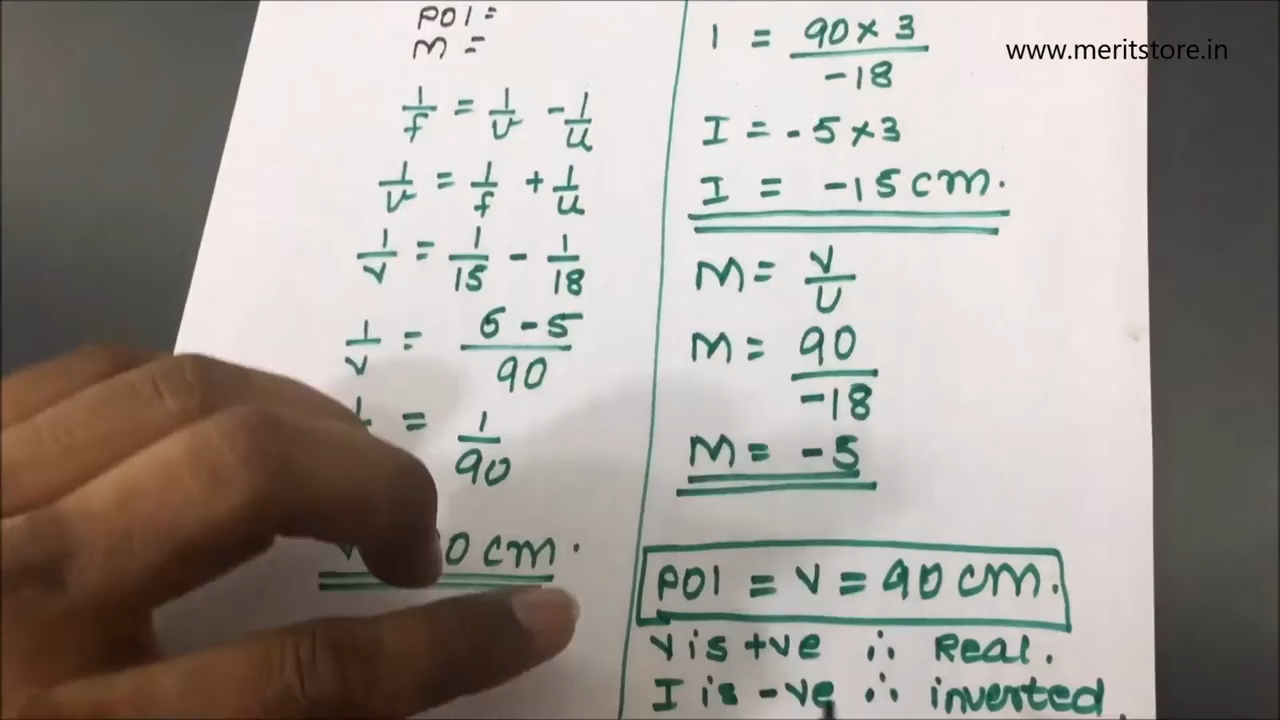 POI =
m =
1/f = 1/v - 1/u
1/v = 1/f + 1/u
1/v = 1/15 - 1/18
1/v = 6 - 5/90
= 1/90
0 cm.
www.meritstore.in
I = 90 × 3/-18
I = - 5 × 3
I = -15 cm.
m = v/u
m = 90/-18
m = -5
POI = v = 90 cm.
v is +ve ∴ Real.
I is -ve ∴ inverted.